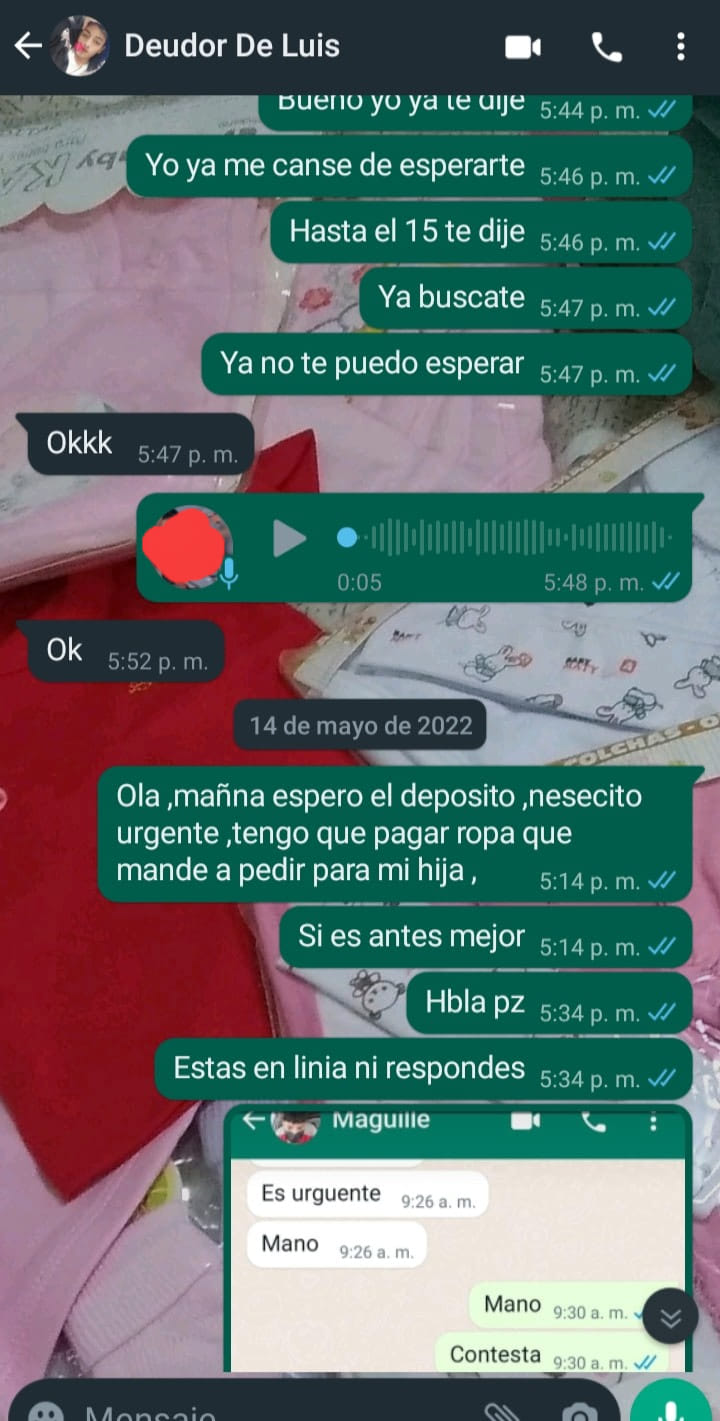 Deudor De Luis
Bueno yo ya te dije 5:44 p. m.
Yo ya me canse de esperarte 5:46 p. m.
Hasta el 15 te dije 5:46 p. m.
Ya buscate 5:47 p. m.
Ya no te puedo esperar 5:47 p. m.
Okkk 5:47 p. m.
0:05 5:48 p. m.
Ok 5:52 p. m.
14 de mayo de 2022
Ola ,mañna espero el deposito ,nesecito
urgente ,tengo que pagar ropa que
mande a pedir para mi hija , 5:14 p. m.
Si es antes mejor 5:14 p. m.
Hbla pz 5:34 p. m.
Estas en linia ni respondes 5:34 p. m.
Maguille
Es urguente 9:26 a. m.
Mano 9:26 a. m.
Mano 9:30 a. m.
Contesta 9:30 a. m.
Mensaje